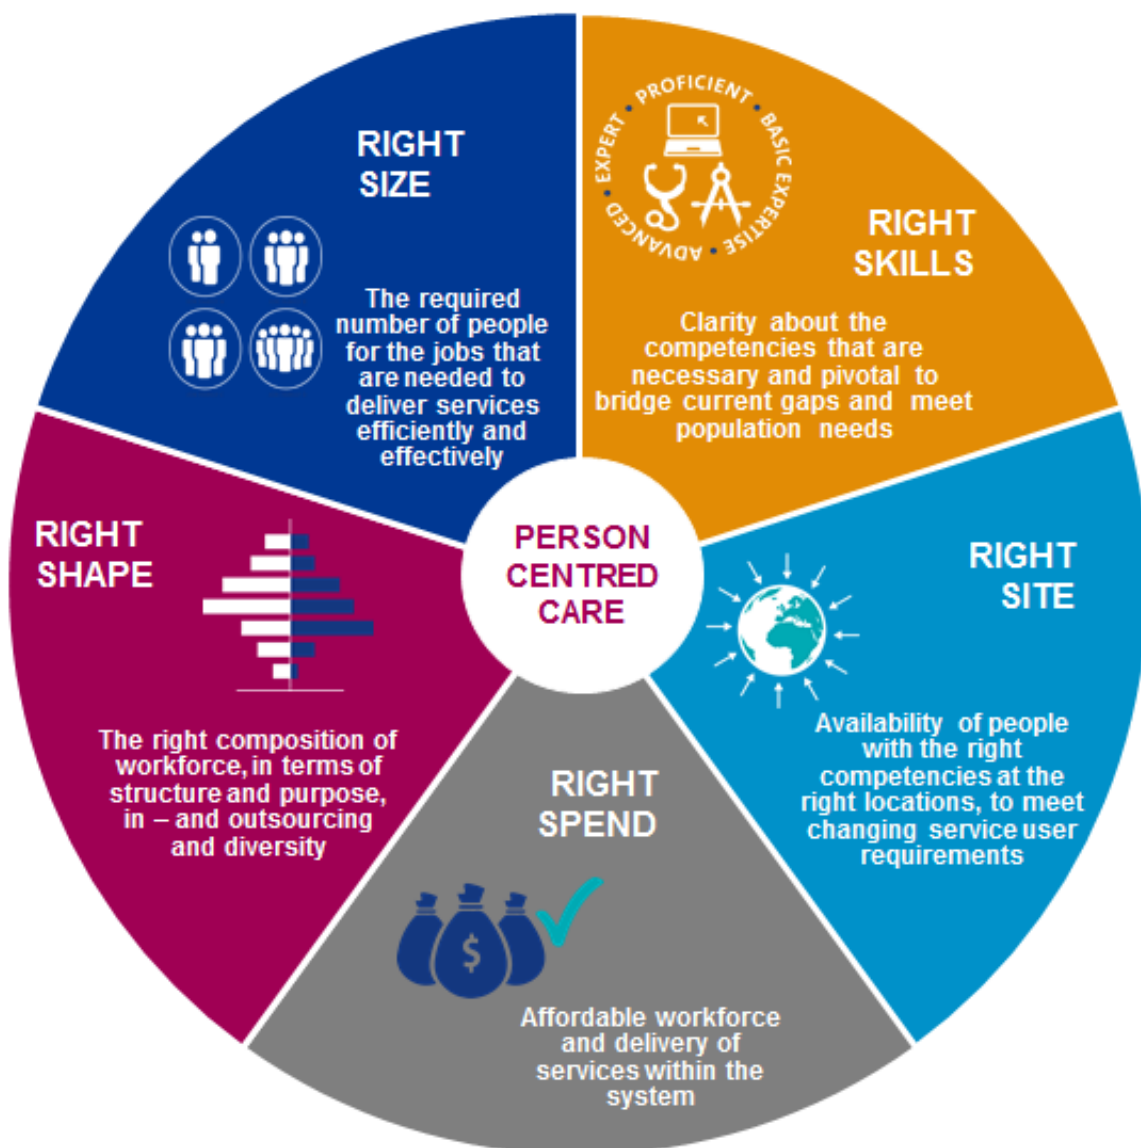 RIGHT
SIZE
The required
number of people
for the jobs that
are needed to
deliver services
efficiently and
effectively
EXPERT • PROFICIENT • BASIC EXPERTISE • ADVANCED •
RIGHT
SKILLS
Clarity about the
competencies that are
necessary and pivotal to
bridge current gaps and meet
population needs
PERSON
CENTRED
CARE
RIGHT
SITE
Availability of people
with the right
competencies at the
right locations, to meet
changing service user
requirements
RIGHT
SHAPE
The right composition of
workforce, in terms of
structure and purpose,
in – and outsourcing
and diversity
RIGHT
SPEND
$
Affordable workforce
and delivery of
services within the
system